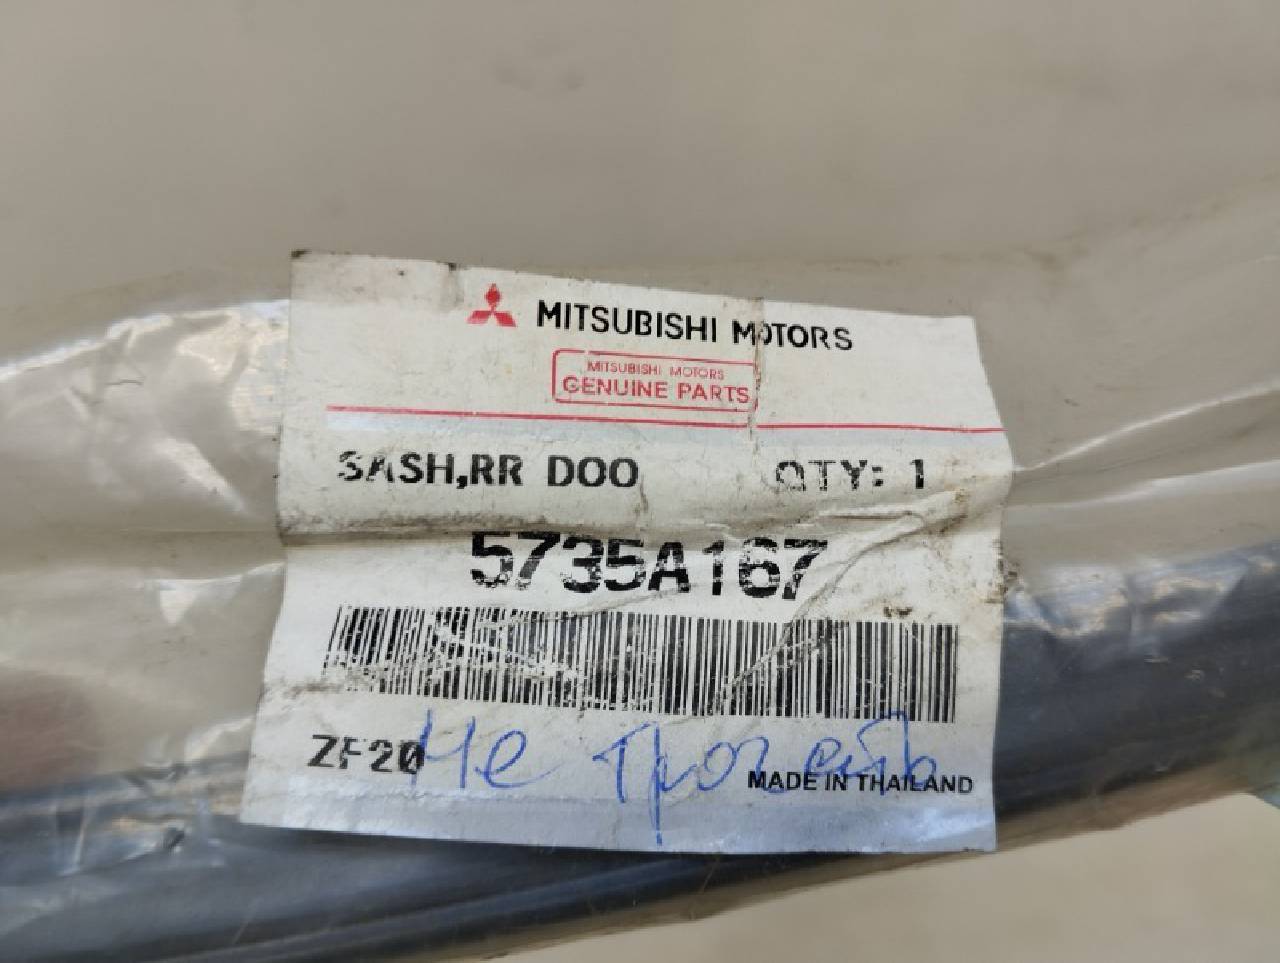 MITSUBISHI MOTORS
MITSUBISHI MOTORS
GENUINE PARTS
SASH,RR DOO QTY: 1
5735A167
ZF20 Не трогать
MADE IN THAILAND